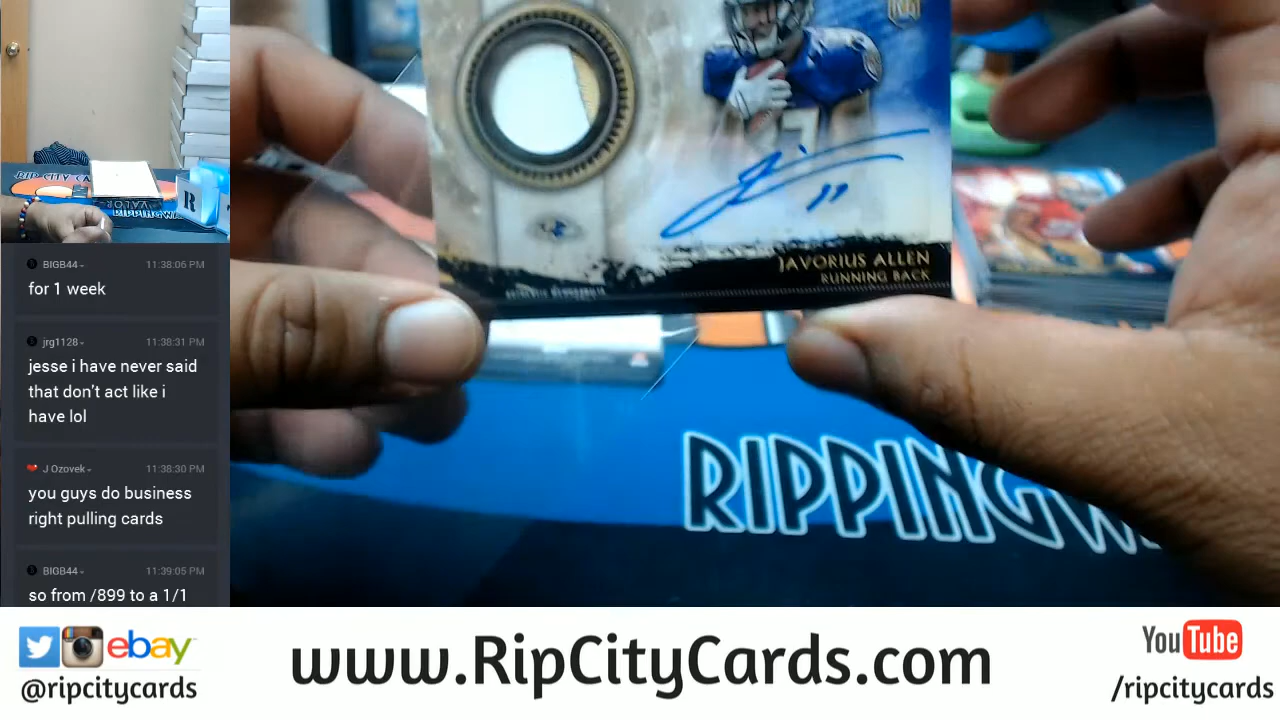 VALOR
R
RIPPINGWA
BIGB44
11:38:06 PM
for 1 week
jrg1128
11:38:31 PM
jesse i have never said
that don't act like i
have lol
J Ozovek
11:38:30 PM
you guys do business
right pulling cards
BIGB44
11:39:05 PM
so from /899 to a 1/1
17
JAVORIUS ALLEN
RUNNING BACK
RIPPINGW
ebay
@ripcitycards
www.RipCityCards.com
YouTube
/ripcitycards